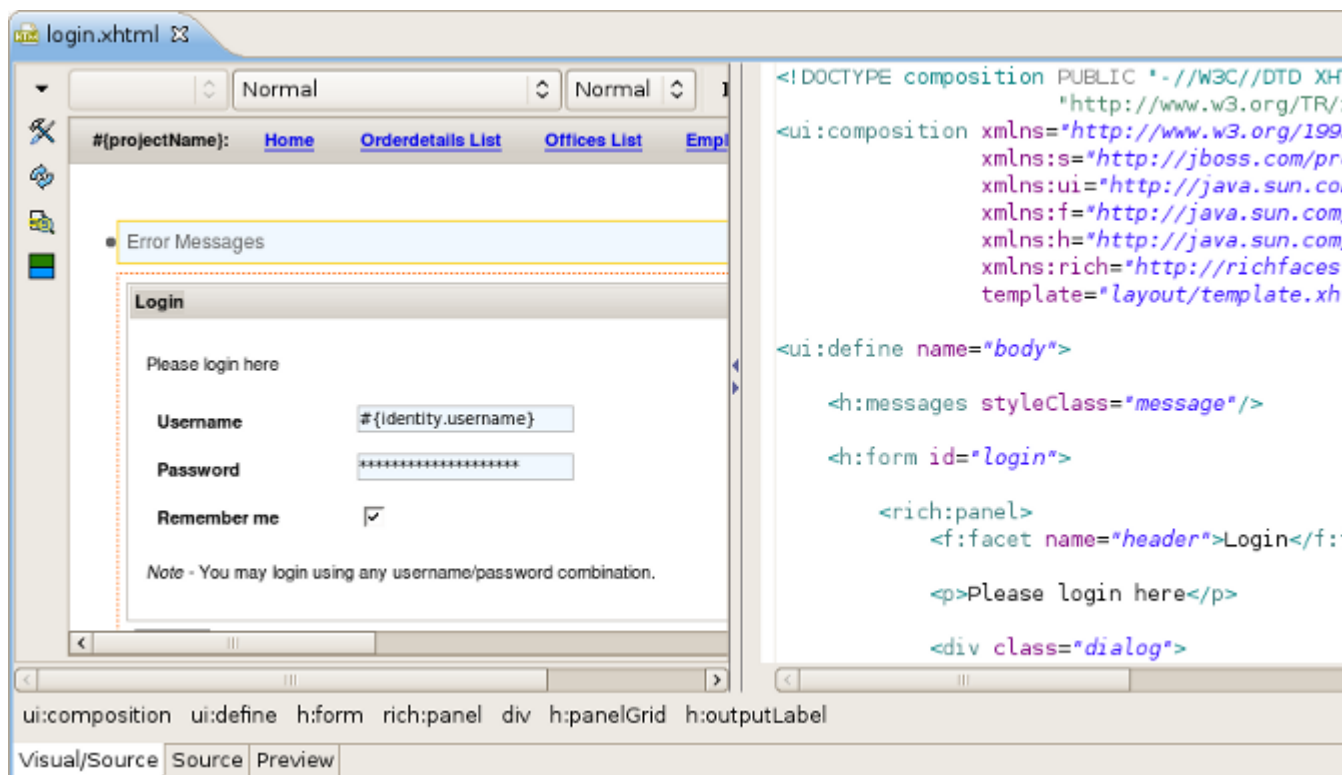 login.xhtml
Normal Normal
#{projectName}: Home Orderdetails List Offices List Empl
Error Messages
Login
Please login here
Username #{identity.username}
Password ********************
Remember me
Note - You may login using any username/password combination.
<!DOCTYPE composition PUBLIC "-//W3C//DTD XH
"http://www.w3.org/TR/
<ui:composition xmlns="http://www.w3.org/199
xmlns:s="http://jboss.com/pr
xmlns:ui="http://java.sun.co
xmlns:f="http://java.sun.com
xmlns:h="http://java.sun.com
xmlns:rich="http://richfaces
template="layout/template.xh
<ui:define name="body">
<h:messages styleClass="message"/>
<h:form id="login">
<rich:panel>
<f:facet name="header">Login</f:
<p>Please login here</p>
<div class="dialog">
ui:composition ui:define h:form rich:panel div h:panelGrid h:outputLabel
Visual/Source Source Preview